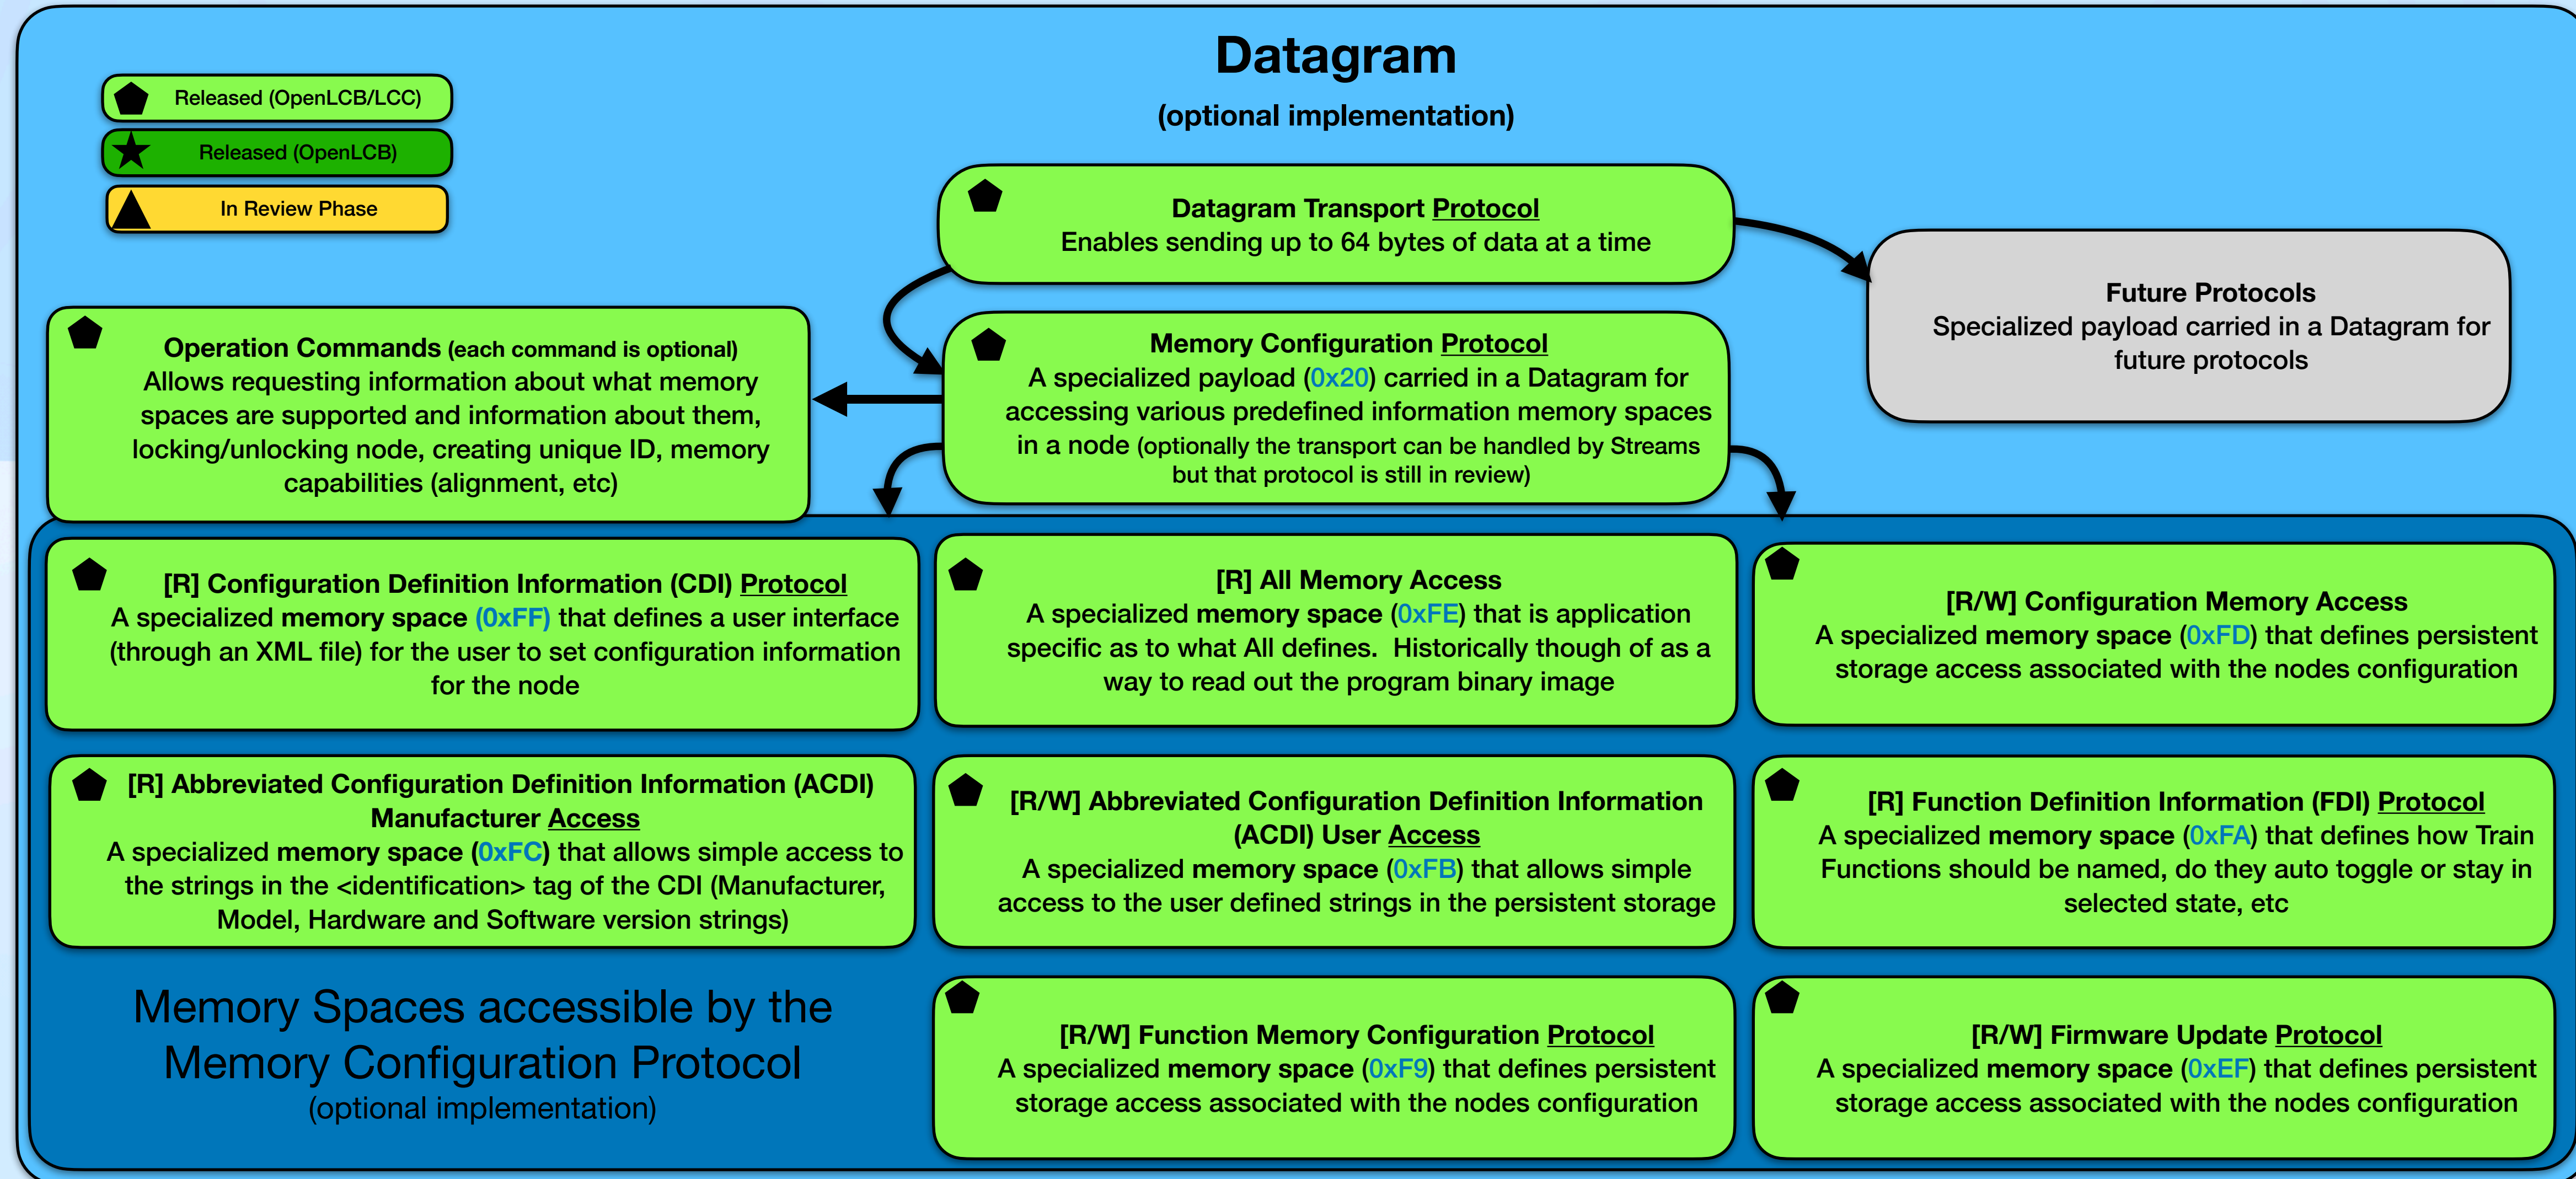 Datagram
(optional implementation)
Released (OpenLCB/LCC)
Released (OpenLCB)
In Review Phase
Datagram Transport Protocol
Enables sending up to 64 bytes of data at a time
Future Protocols
Specialized payload carried in a Datagram for
future protocols
Operation Commands (each command is optional)
Allows requesting information about what memory
spaces are supported and information about them,
locking/unlocking node, creating unique ID, memory
capabilities (alignment, etc)
Memory Configuration Protocol
A specialized payload (0x20) carried in a Datagram for
accessing various predefined information memory spaces
in a node (optionally the transport can be handled by Streams
but that protocol is still in review)
[R] Configuration Definition Information (CDI) Protocol
A specialized memory space (0xFF) that defines a user interface
(through an XML file) for the user to set configuration information
for the node
[R] All Memory Access
A specialized memory space (0xFE) that is application
specific as to what All defines.  Historically though of as a
way to read out the program binary image
[R/W] Configuration Memory Access
A specialized memory space (0xFD) that defines persistent
storage access associated with the nodes configuration
[R] Abbreviated Configuration Definition Information (ACDI)
Manufacturer Access
A specialized memory space (0xFC) that allows simple access to
the strings in the <identification> tag of the CDI (Manufacturer,
Model, Hardware and Software version strings)
[R/W] Abbreviated Configuration Definition Information
(ACDI) User Access
A specialized memory space (0xFB) that allows simple
access to the user defined strings in the persistent storage
[R] Function Definition Information (FDI) Protocol
A specialized memory space (0xFA) that defines how Train
Functions should be named, do they auto toggle or stay in
selected state, etc
Memory Spaces accessible by the
Memory Configuration Protocol
(optional implementation)
[R/W] Function Memory Configuration Protocol
A specialized memory space (0xF9) that defines persistent
storage access associated with the nodes configuration
[R/W] Firmware Update Protocol
A specialized memory space (0xEF) that defines persistent
storage access associated with the nodes configuration